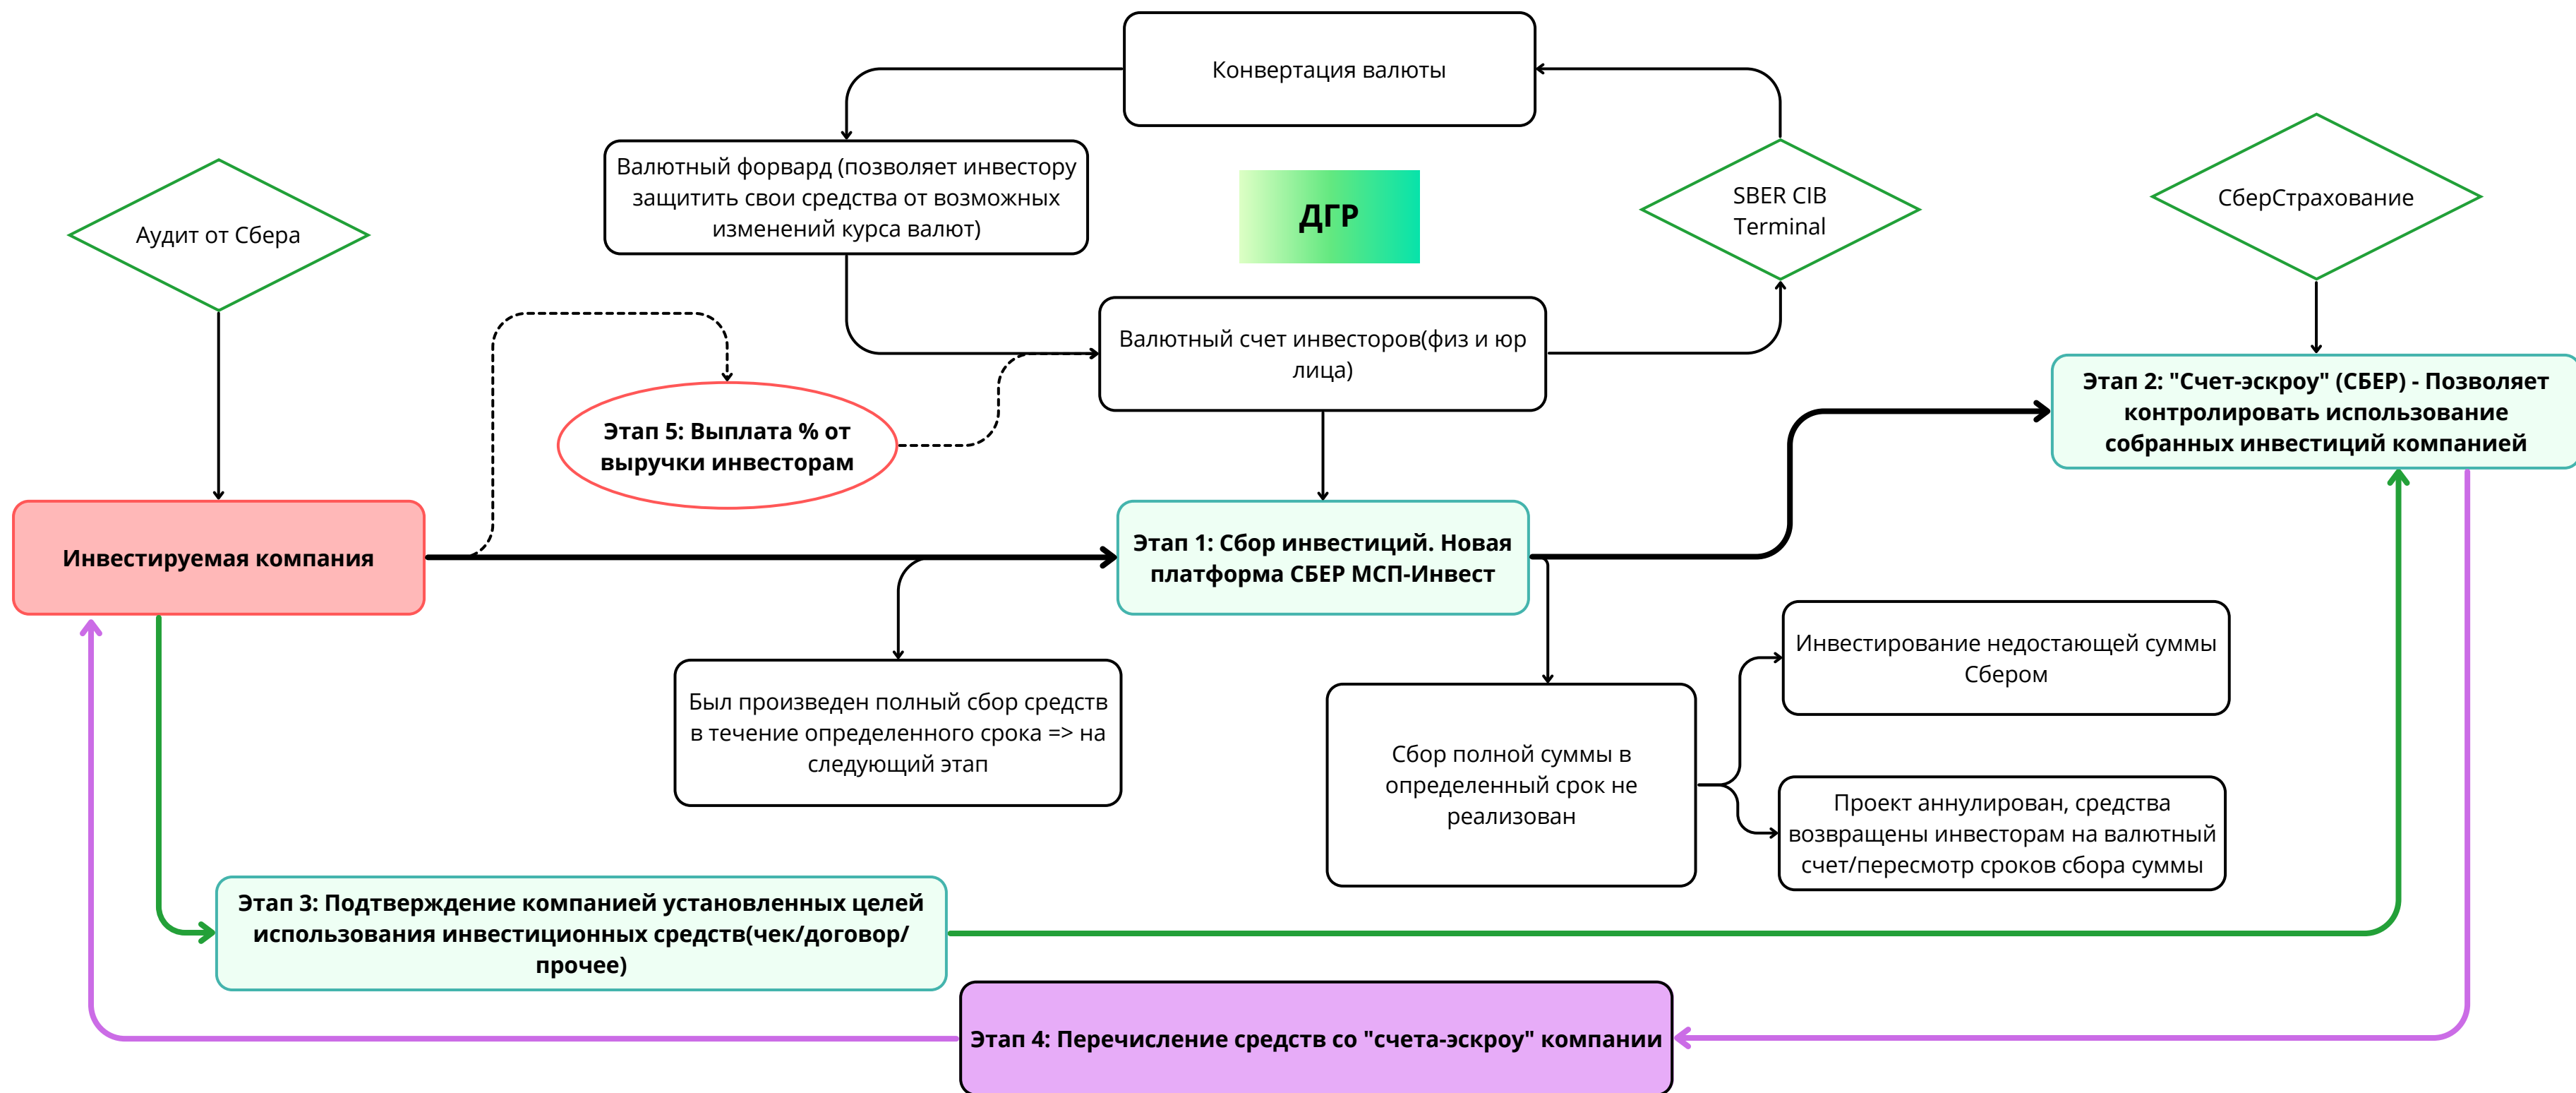 Конвертация валюты
Валютный форвард (позволяет инвестору
защитить свои средства от возможных
изменений курса валют)
ДГР
SBER CIB
Terminal
СберСтрахование
Аудит от Сбера
Валютный счет инвесторов(физ и юр
лица)
Этап 2: "Счет-эскроу" (СБЕР) - Позволяет
контролировать использование
собранных инвестиций компанией
Этап 5: Выплата % от
выручки инвесторам
Инвестируемая компания
Этап 1: Сбор инвестиций. Новая
платформа СБЕР МСП-Инвест
Инвестирование недостающей суммы
Сбером
Был произведен полный сбор средств
в течение определенного срока => на
следующий этап
Сбор полной суммы в
определенный срок не
реализован
Проект аннулирован, средства
возвращены инвесторам на валютный
счет/пересмотр сроков сбора суммы
Этап 3: Подтверждение компанией установленных целей
использования инвестиционных средств(чек/договор/
прочее)
Этап 4: Перечисление средств со "счета-эскроу" компании